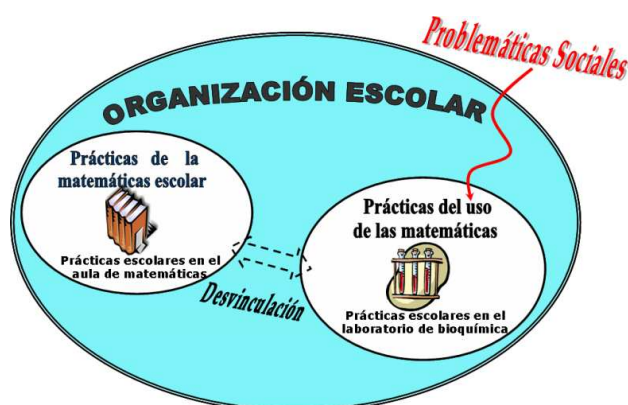 Problemáticas Sociales
ORGANIZACIÓN ESCOLAR
Prácticas de la
matemáticas escolar
Prácticas escolares en el
aula de matemáticas
Desvinculación
Prácticas del uso
de las matemáticas
Prácticas escolares en el
laboratorio de bioquímica